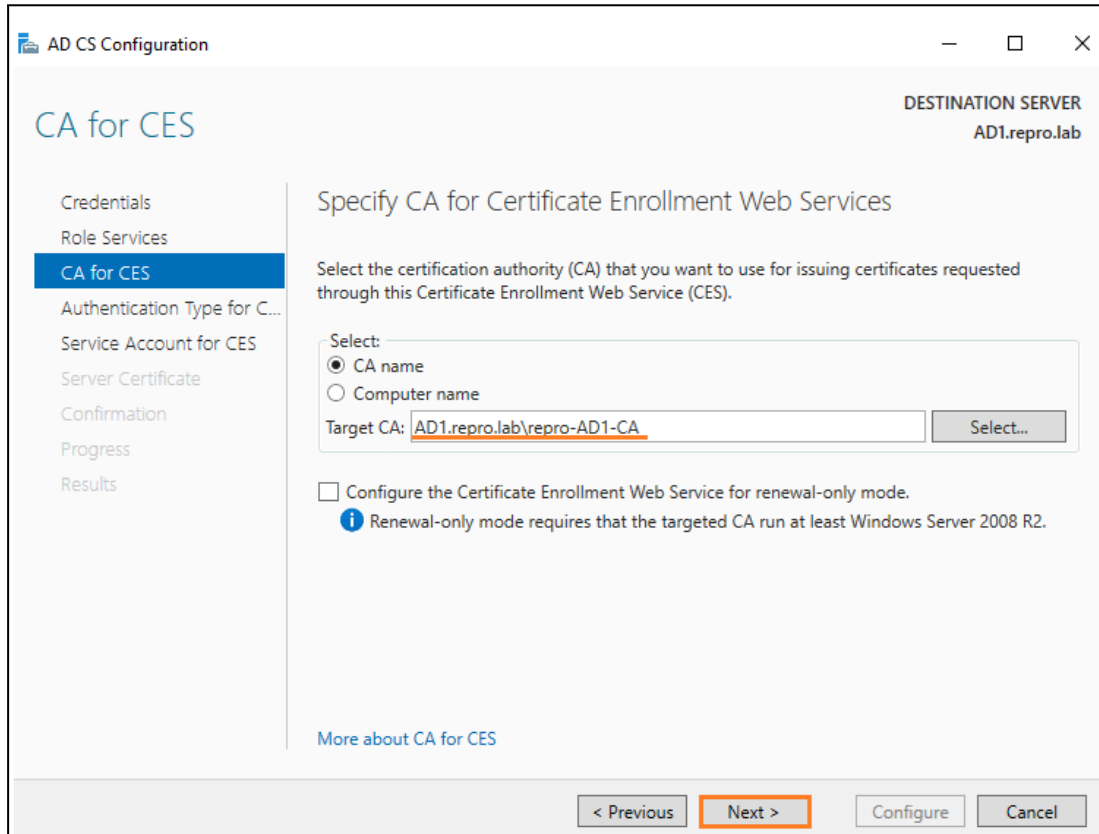 AD CS Configuration
DESTINATION SERVER
AD1.repro.lab
CA for CES
Credentials
Role Services
CA for CES
Authentication Type for C...
Service Account for CES
Server Certificate
Confirmation
Progress
Results
Specify CA for Certificate Enrollment Web Services
Select the certification authority (CA) that you want to use for issuing certificates requested
through this Certificate Enrollment Web Service (CES).
Select:
CA name
Computer name
Target CA: AD1.repro.lab\repro-AD1-CA Select...
Configure the Certificate Enrollment Web Service for renewal-only mode.
Renewal-only mode requires that the targeted CA run at least Windows Server 2008 R2.
More about CA for CES
< Previous Next > Configure Cancel